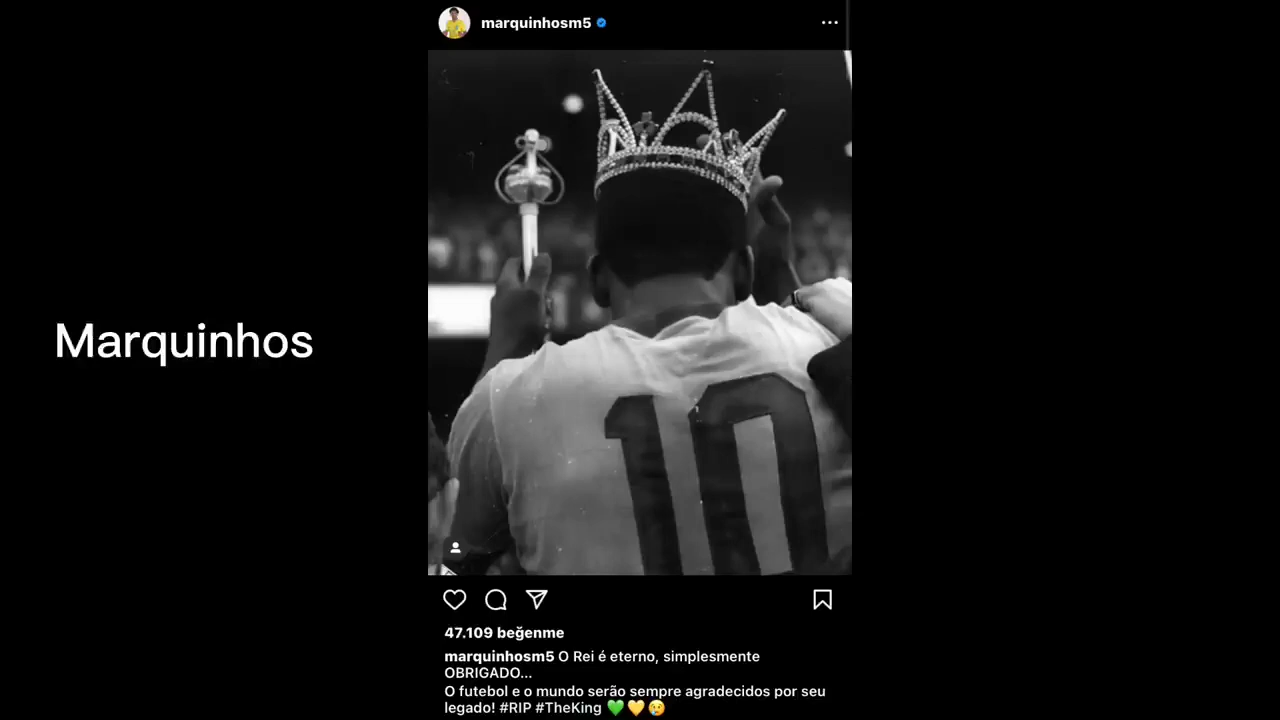 marquinhosm5
Marquinhos
10
47.109 beğenme
marquinhosm5 O Rei é eterno, simplesmente
OBRIGADO...
O futebol e o mundo serão sempre agradecidos por seu
legado! #RIP #TheKing 💚💛😢